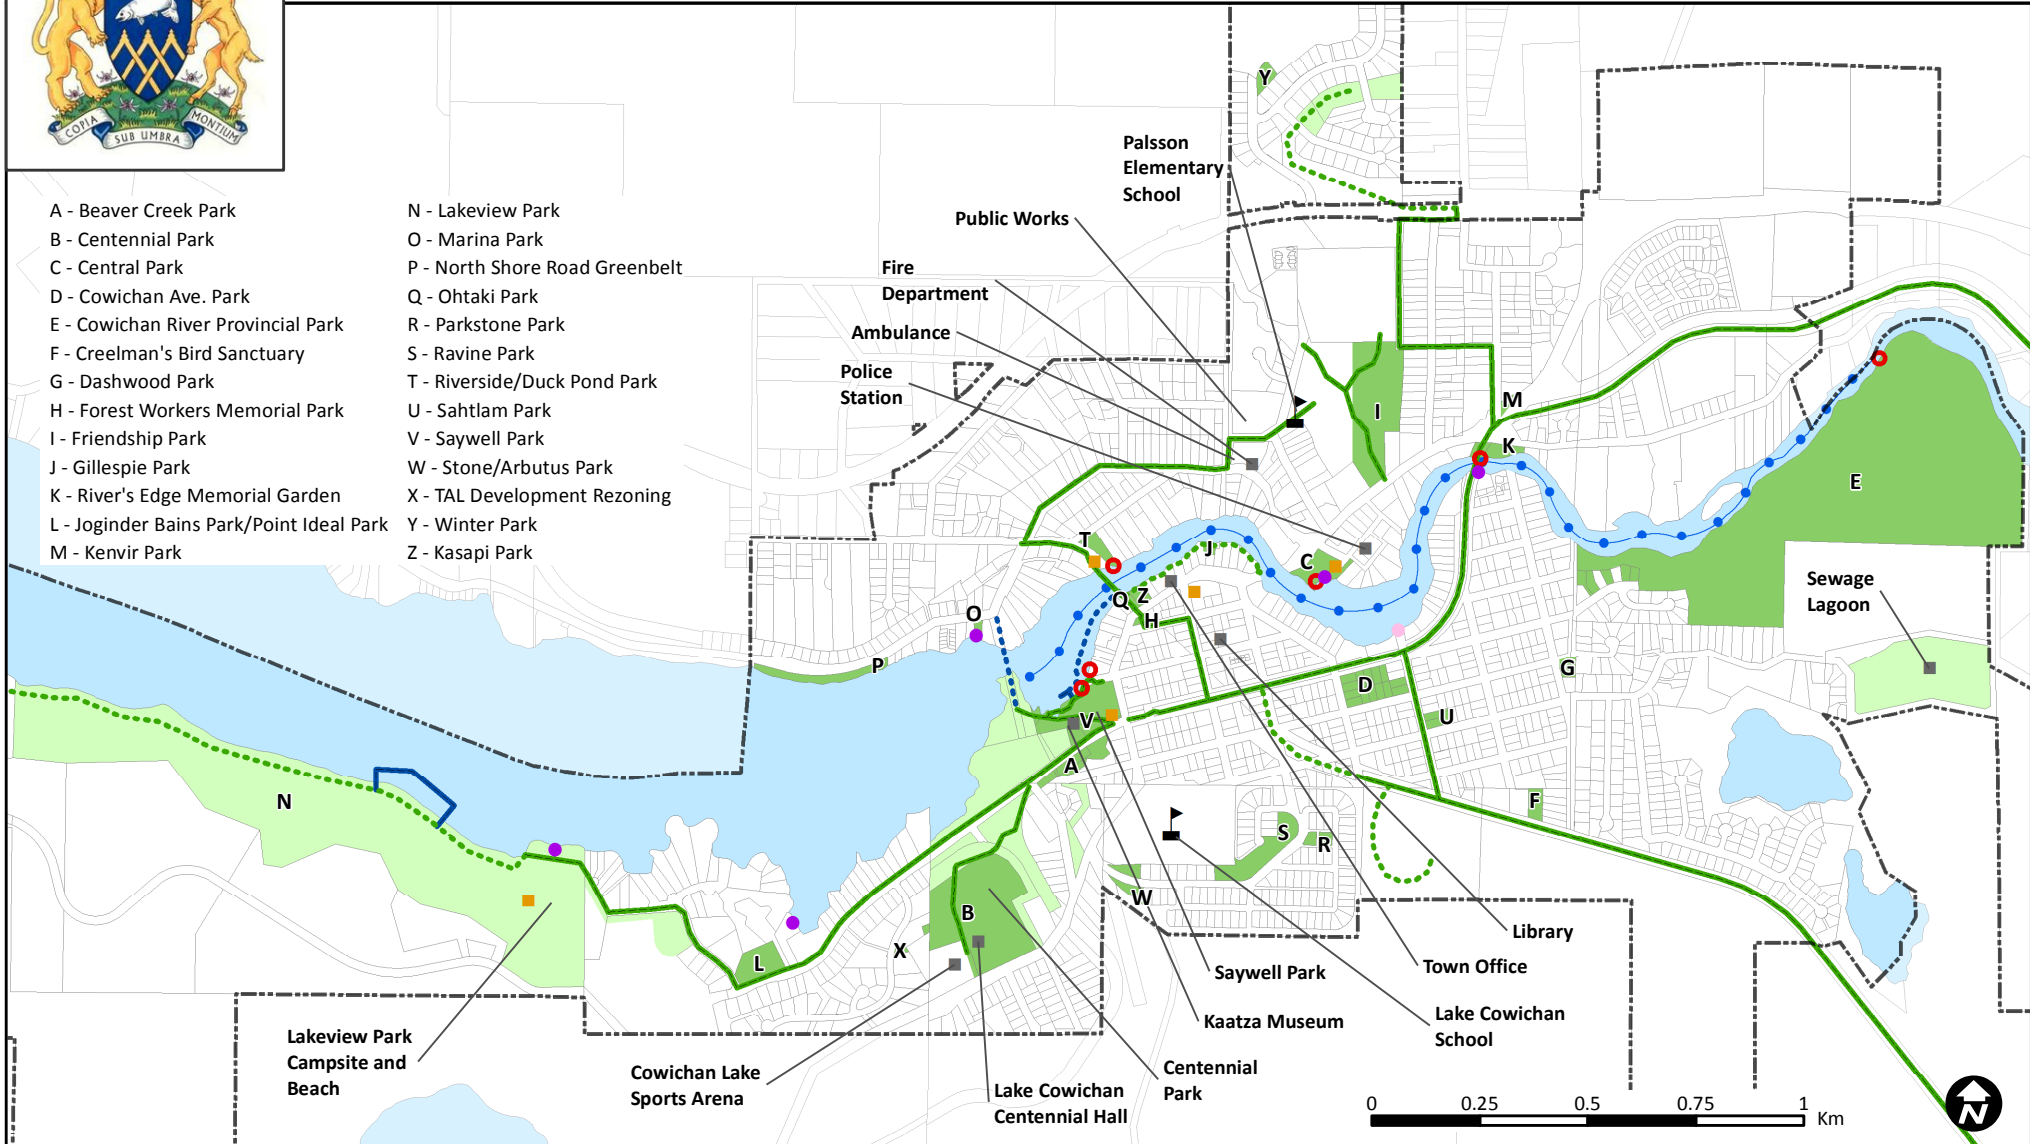 COPIA
SUB UMBRA
MONTIUM
A - Beaver Creek Park
B - Centennial Park
C - Central Park
D - Cowichan Ave. Park
E - Cowichan River Provincial Park
F - Creelman's Bird Sanctuary
G - Dashwood Park
H - Forest Workers Memorial Park
I - Friendship Park
J - Gillespie Park
K - River's Edge Memorial Garden
L - Joginder Bains Park/Point Ideal Park
M - Kenvir Park
N - Lakeview Park
O - Marina Park
P - North Shore Road Greenbelt
Q - Ohtaki Park
R - Parkstone Park
S - Ravine Park
T - Riverside/Duck Pond Park
U - Sahtlam Park
V - Saywell Park
W - Stone/Arbutus Park
X - TAL Development Rezoning
Y - Winter Park
Z - Kasapi Park
Y
Palsson
Elementary
School
Public Works
Fire
Department
Ambulance
Police
Station
I
M
K
E
T
J
C
Q
Z
H
O
P
Sewage
Lagoon
G
D
U
V
A
N
F
S
R
W
B
X
L
Library
Town Office
Saywell Park
Lake Cowichan
School
Kaatza Museum
Centennial
Park
Lake Cowichan
Centennial Hall
Cowichan Lake
Sports Arena
Lakeview Park
Campsite and
Beach
0 0.25 0.5 0.75 1
Km
N